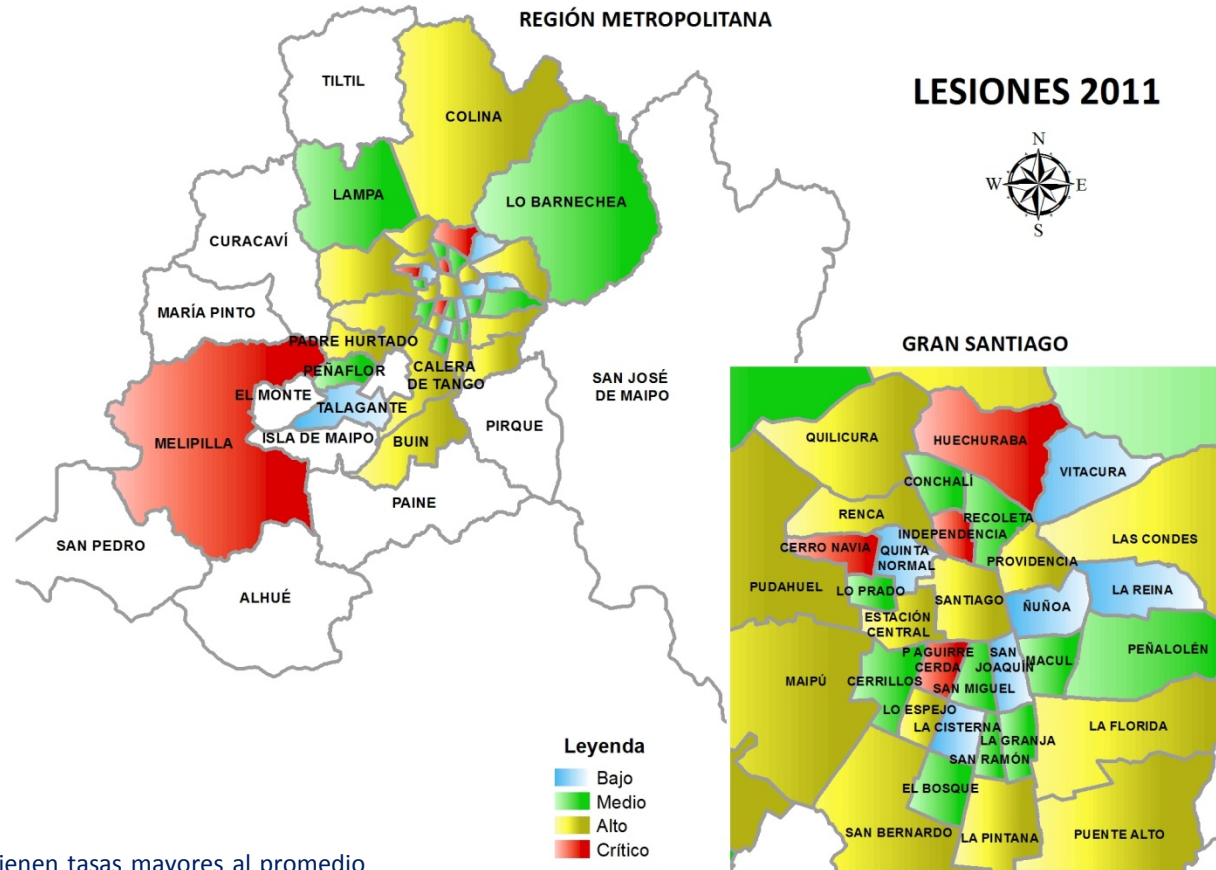 REGIÓN METROPOLITANA
LESIONES 2011
N
W
E
S
TILTIL
COLINA
LAMPA
LO BARNECHEA
CURACAVÍ
MARÍA PINTO
PADRE HURTADO
PEÑAFLOR
CALERA
DE TANGO
EL MONTE
TALAGANTE
SAN JOSÉ
DE MAIPO
MELIPILLA
ISLA DE MAIPO
BUIN
PIRQUE
PAINE
SAN PEDRO
ALHUÉ
Leyenda
Bajo
Medio
Alto
Crítico
GRAN SANTIAGO
QUILICURA
HUECHURABA
VITACURA
CONCHALÍ
RENCA
RECOLETA
INDEPENDENCIA
LAS CONDES
CERRO NAVIA
QUINTA
NORMAL
PROVIDENCIA
PUDAHUEL
LO PRADO
SANTIAGO
LA REINA
ÑUÑOA
ESTACIÓN
CENTRAL
P AGUIRRE
CERDA
SAN
JOAQUÍN
MACUL
PEÑALOLÉN
MAIPÚ
CERRILLOS
SAN MIGUEL
LO ESPEJO
LA CISTERNA
LA FLORIDA
LA GRANJA
SAN RAMÓN
EL BOSQUE
SAN BERNARDO
LA PINTANA
PUENTE ALTO
ienen tasas mayores al promedio